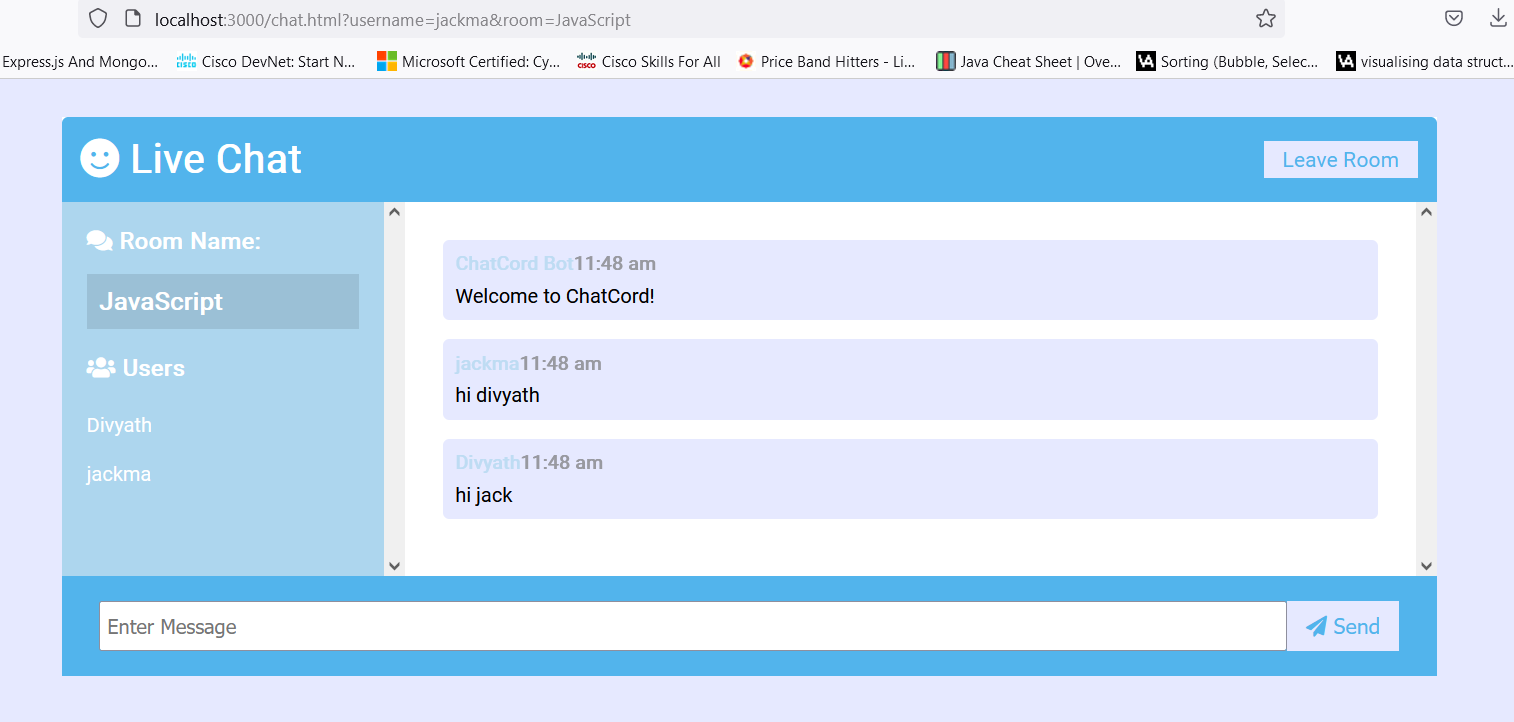 localhost:3000/chat.html?username=jackma&room=JavaScript
Express.js And Mongo... Cisco DevNet: Start N... Microsoft Certified: Cy... Cisco Skills For All Price Band Hitters - Li... Java Cheat Sheet | Ove... Sorting (Bubble, Selec... visualising data struct...
Live Chat
Leave Room
Room Name:
JavaScript
Users
Divyath
jackma
ChatCord Bot11:48 am
Welcome to ChatCord!
jackma11:48 am
hi divyath
Divyath11:48 am
hi jack
Enter Message
Send